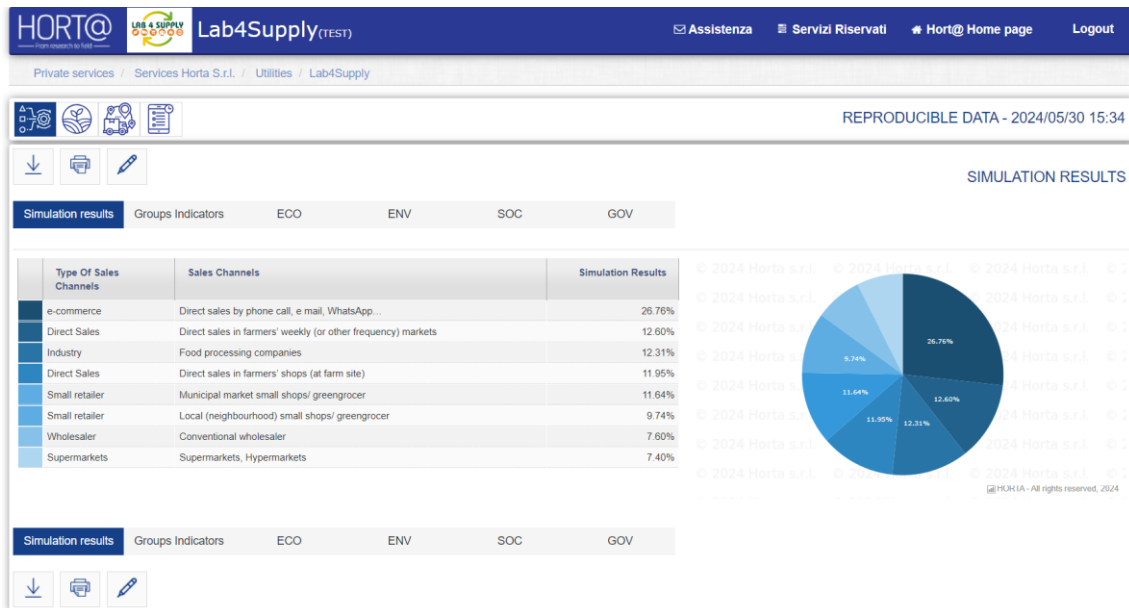 HORT@
From research to field
LAB 4 SUPPLY
Lab4Supply(TEST)
Assistenza
Servizi Riservati
Hort@ Home page
Logout
Private services / Services Horta S.r.l. / Utilities / Lab4Supply
REPRODUCIBLE DATA - 2024/05/30 15:34
SIMULATION RESULTS
Simulation results Groups Indicators ECO ENV SOC GOV
Type Of Sales Channels Sales Channels Simulation Results
e-commerce Direct sales by phone call, e mail, WhatsApp... 26.76%
Direct Sales Direct sales in farmers' weekly (or other frequency) markets 12.60%
Industry Food processing companies 12.31%
Direct Sales Direct sales in farmers' shops (at farm site) 11.95%
Small retailer Municipal market small shops/ greengrocer 11.64%
Small retailer Local (neighbourhood) small shops/ greengrocer 9.74%
Wholesaler Conventional wholesaler 7.60%
Supermarkets Supermarkets, Hypermarkets 7.40%
© 2024 Horta s.r.l.
26.76%
9.74%
12.60%
11.64%
11.95%
12.31%
HORTA - All rights reserved, 2024
Simulation results Groups Indicators ECO ENV SOC GOV